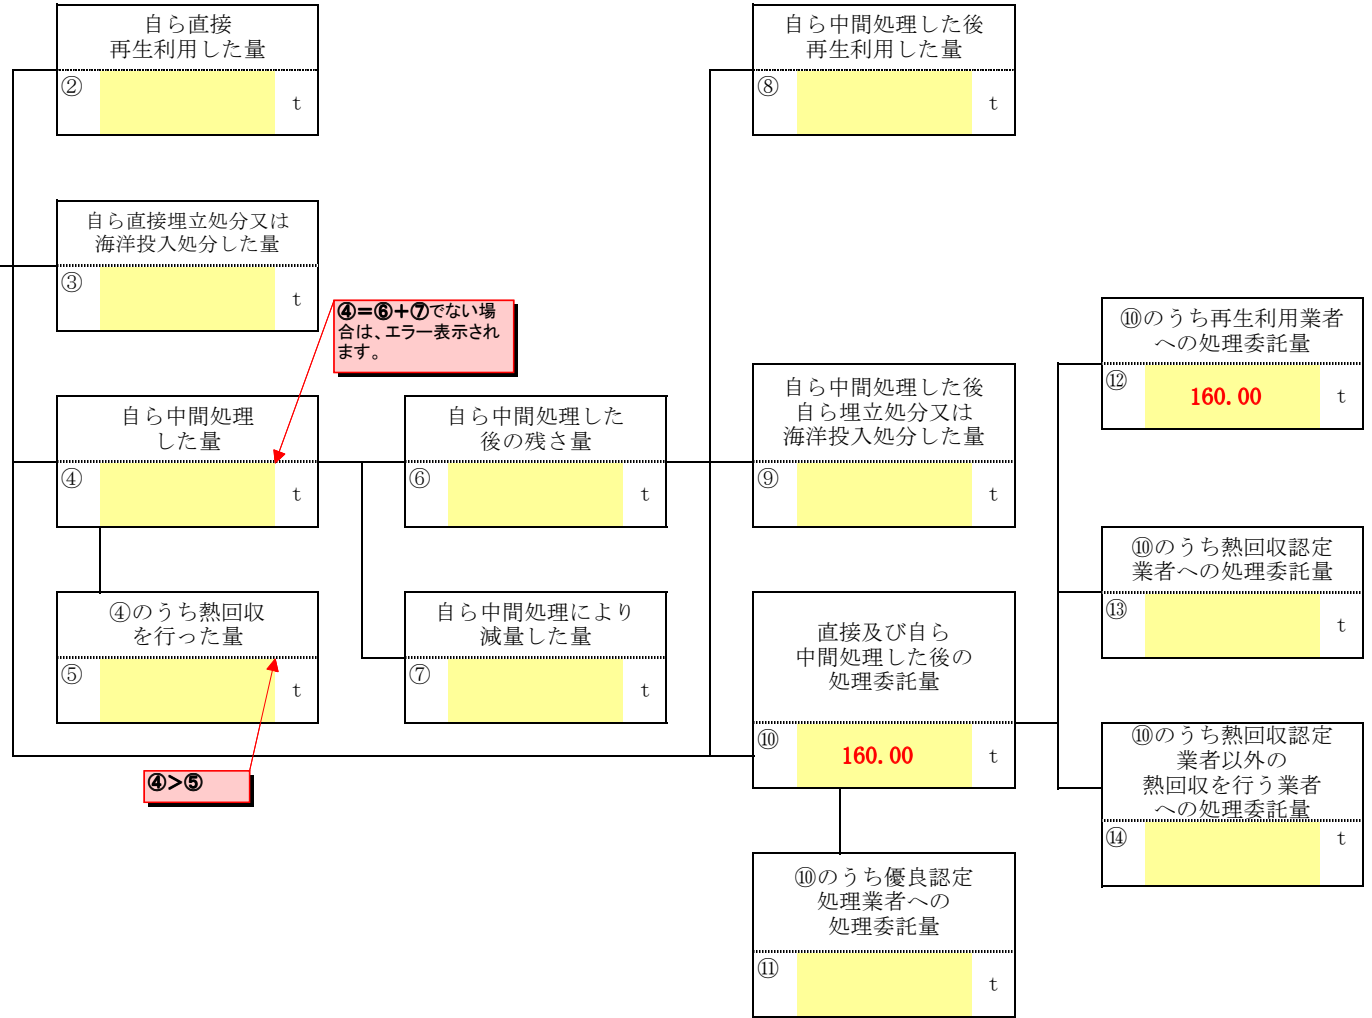 自ら直接
再生利用した量
②
t
自ら中間処理した後
再生利用した量
⑧
t
自ら直接埋立処分又は
海洋投入処分した量
③
t
④=⑥+⑦でない場
合は、エラー表示され
ます。
⑩のうち再生利用業者
への処理委託量
⑫
160.00
t
自ら中間処理
した量
④
t
自ら中間処理した
後の残さ量
⑥
t
自ら中間処理した後
自ら埋立処分又は
海洋投入処分した量
⑨
t
⑩のうち熱回収認定
業者への処理委託量
⑬
t
④のうち熱回収
を行った量
⑤
t
自ら中間処理により
減量した量
⑦
t
直接及び自ら
中間処理した後の
処理委託量
⑩
160.00
t
④>⑤
⑩のうち熱回収認定
業者以外の
熱回収を行う業者
への処理委託量
⑭
t
⑩のうち優良認定
処理業者への
処理委託量
⑪
t